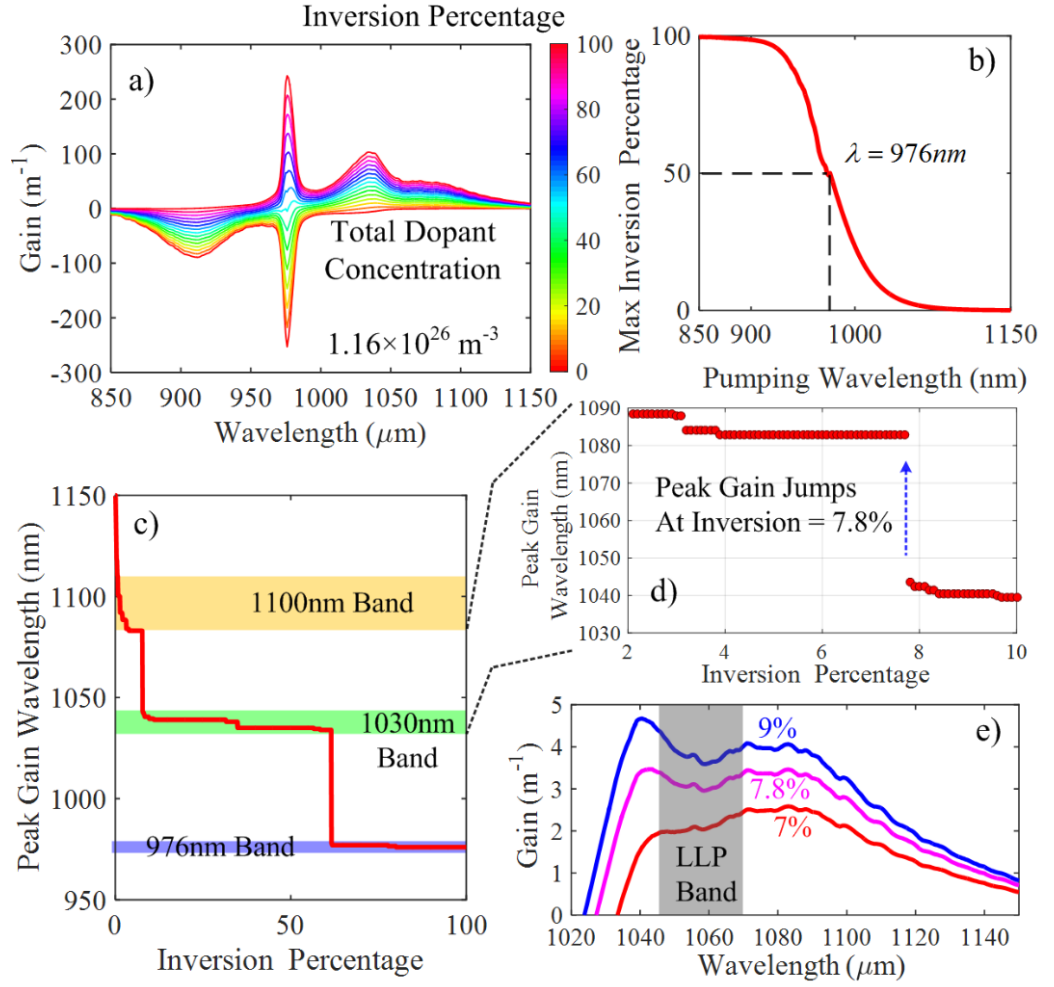 Inversion Percentage
a)
300
200
100
0
-100
-200
-300
Gain (m⁻¹)
Total Dopant
Concentration
1.16×10²⁶ m⁻³
850 900 950 1000 1050 1100 1150
Wavelength (μm)
100
80
60
40
20
0
b)
100
50
0
Max Inversion Percentage
λ = 976nm
850 900 1000 1150
Pumping Wavelength (nm)
c)
1150
1100
1050
1000
950
Peak Gain Wavelength (nm)
1100nm Band
1030nm
Band
976nm Band
0 50 100
Inversion Percentage
1090
1080
1070
1060
1050
1040
1030
Peak Gain
Wavelength (nm)
Peak Gain Jumps
At Inversion = 7.8%
d)
2 4 6 8 10
Inversion Percentage
e)
5
4
3
2
1
0
Gain (m⁻¹)
9%
7.8%
7%
LLP
Band
1020 1040 1060 1080 1100 1120 1140
Wavelength (μm)